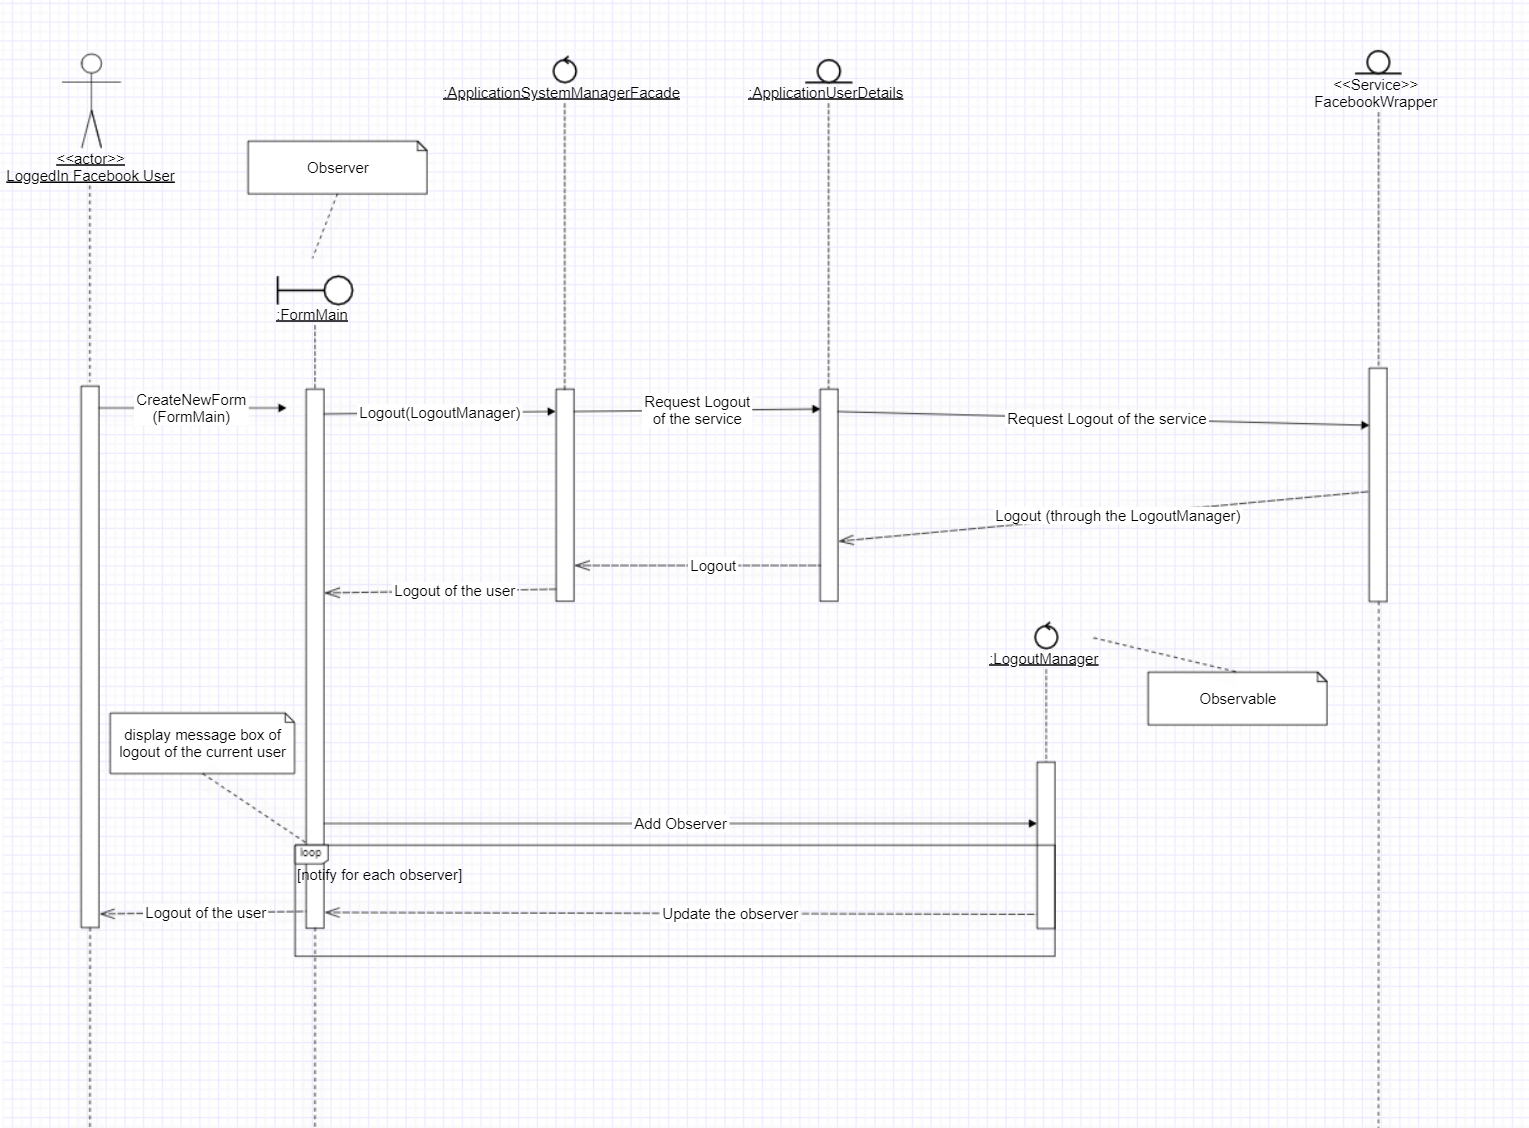 <<Service>>
FacebookWrapper
:ApplicationSystemManagerFacade
:ApplicationUserDetails
<<actor>>
LoggedIn Facebook User
Observer
:FormMain
CreateNewForm
(FormMain)
Logout(LogoutManager)
Request Logout
of the service
Request Logout of the service
Logout (through the LogoutManager)
Logout
Logout of the user
:LogoutManager
Observable
display message box of
logout of the current user
Add Observer
loop
[notify for each observer]
Logout of the user
Update the observer